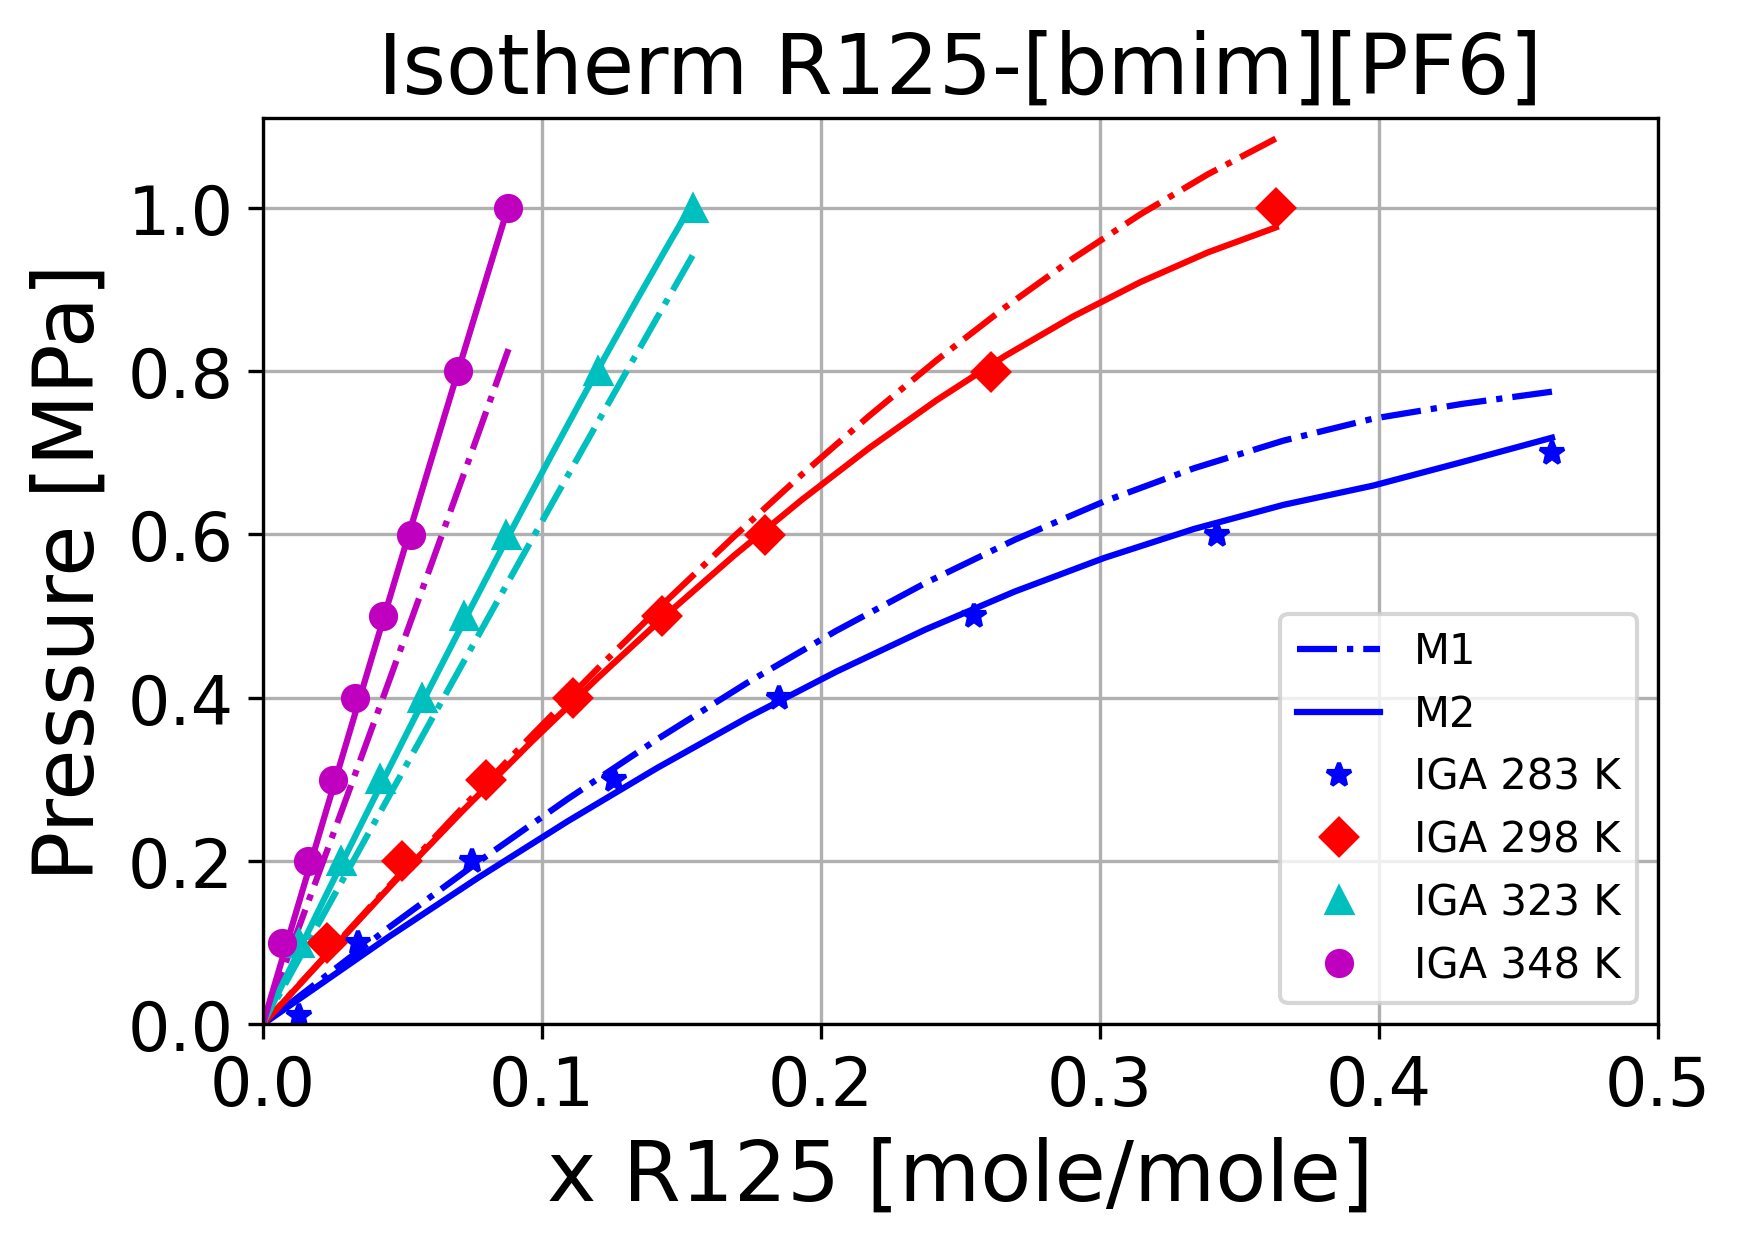 Isotherm R125-[bmim][PF6]
Pressure [MPa]
1.0
0.8
0.6
0.4
0.2
0.0
0.0 0.1 0.2 0.3 0.4 0.5
x R125 [mole/mole]
M1
M2
IGA 283 K
IGA 298 K
IGA 323 K
IGA 348 K